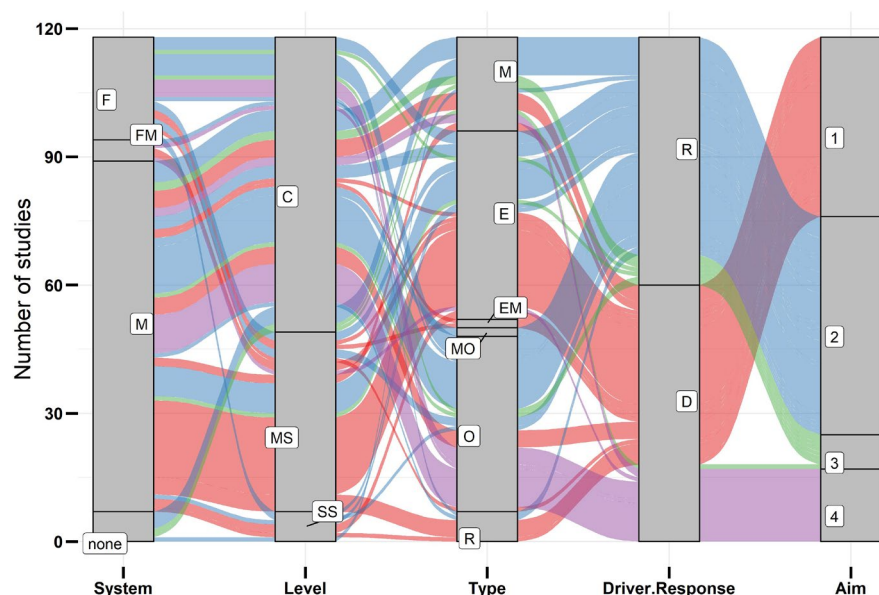 Number of studies
120
90
60
30
0
F
FM
M
none
C
MS
SS
M
E
EM
MO
O
R
R
D
1
2
3
4
System Level Type Driver.Response Aim